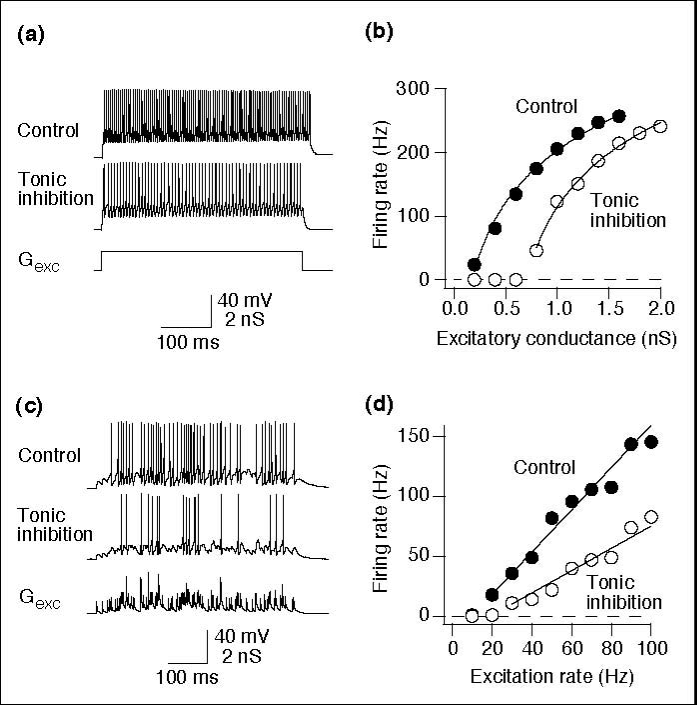 (a)
Control
Tonic
inhibition
Gexc
40 mV
2 nS
100 ms
(b)
Firing rate (Hz)
300
200
100
0
Control
Tonic
inhibition
0.0 0.5 1.0 1.5 2.0
Excitatory conductance (nS)
(c)
Control
Tonic
inhibition
Gexc
40 mV
2 nS
100 ms
(d)
Firing rate (Hz)
150
100
50
0
Control
Tonic
inhibition
0 20 40 60 80 100
Excitation rate (Hz)